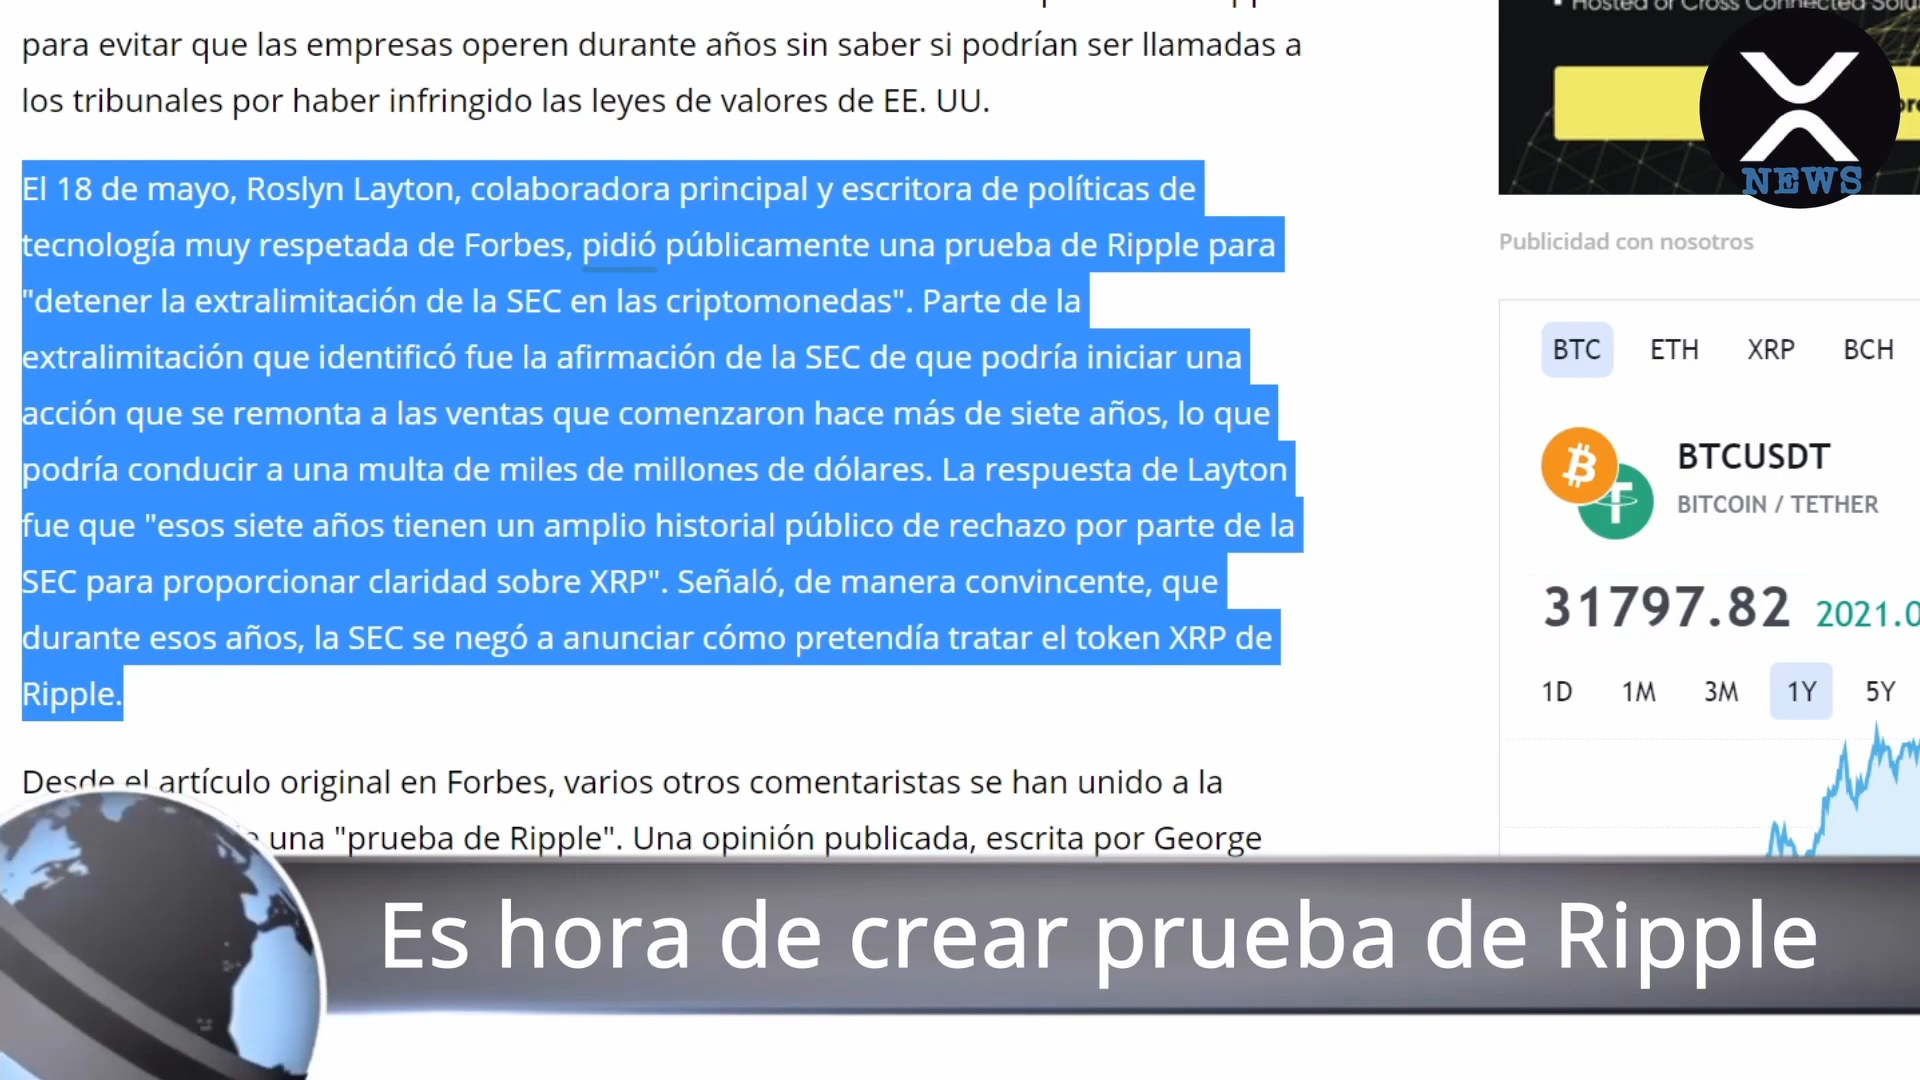 para evitar que las empresas operen durante años sin saber si podrían ser llamadas a
los tribunales por haber infringido las leyes de valores de EE. UU.
El 18 de mayo, Roslyn Layton, colaboradora principal y escritora de políticas de
tecnología muy respetada de Forbes, pidió públicamente una prueba de Ripple para
"detener la extralimitación de la SEC en las criptomonedas". Parte de la
extralimitación que identificó fue la afirmación de la SEC de que podría iniciar una
acción que se remonta a las ventas que comenzaron hace más de siete años, lo que
podría conducir a una multa de miles de millones de dólares. La respuesta de Layton
fue que "esos siete años tienen un amplio historial público de rechazo por parte de la
SEC para proporcionar claridad sobre XRP". Señaló, de manera convincente, que
durante esos años, la SEC se negó a anunciar cómo pretendía tratar el token XRP de
Ripple.
Desde el artículo original en Forbes, varios otros comentaristas se han unido a la
una "prueba de Ripple". Una opinión publicada, escrita por George
Hosted or Cross Connected
NEWS
Publicidad con nosotros
BTC ETH XRP BCH
BTCUSDT
BITCOIN / TETHER
31797.82 2021.0
1D 1M 3M 1Y 5Y
Es hora de crear prueba de Ripple